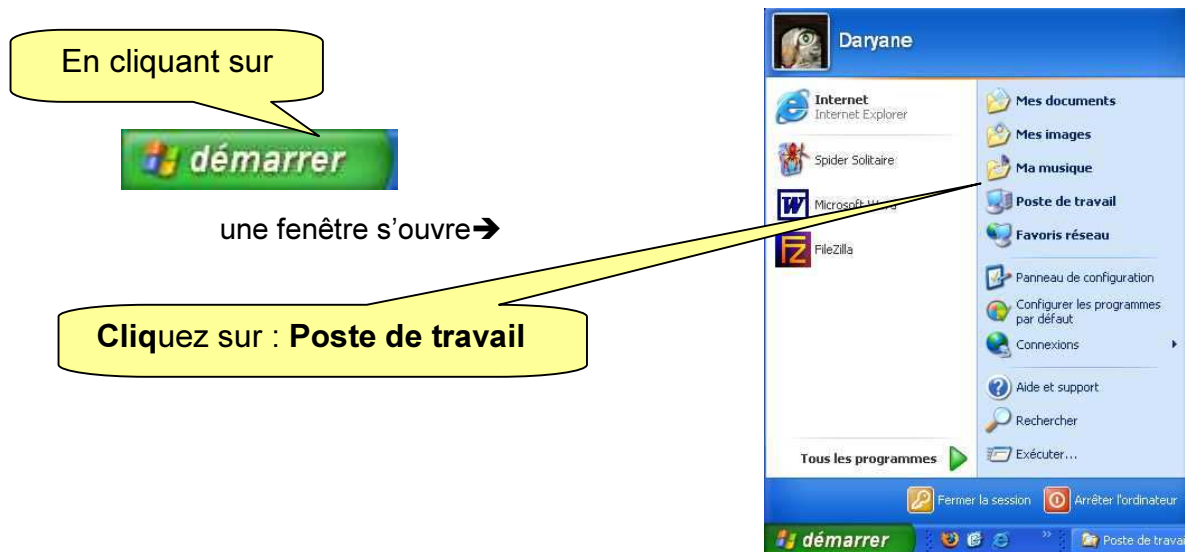 En cliquant sur
démarrer
une fenêtre s’ouvre➔
Cliquez sur : Poste de travail
Daryane
Internet
Internet Explorer
Spider Solitaire
Microsoft Word
FileZilla
Tous les programmes
Mes documents
Mes images
Ma musique
Poste de travail
Favoris réseau
Panneau de configuration
Configurer les programmes
par défaut
Connexions
Aide et support
Rechercher
Exécuter...
Fermer la session
Arrêter l'ordinateur
démarrer
Poste de travai